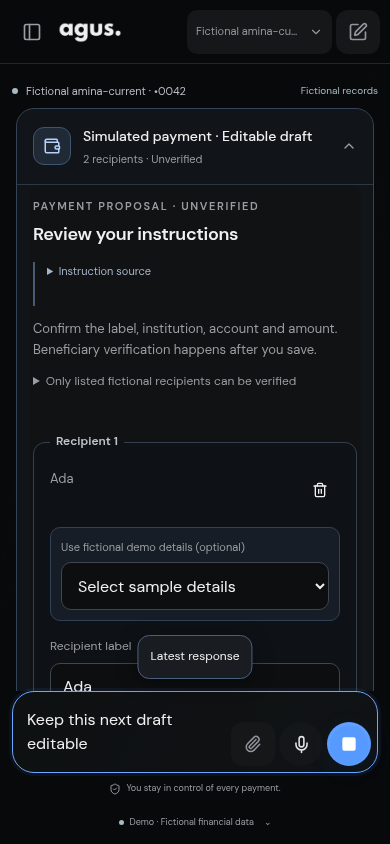 agus.
Fictional amina-cu...
Fictional amina-current · •0042
Fictional records
Simulated payment · Editable draft
2 recipients · Unverified
PAYMENT PROPOSAL · UNVERIFIED
Review your instructions
Instruction source
Confirm the label, institution, account and amount.
Beneficiary verification happens after you save.
Only listed fictional recipients can be verified
Recipient 1
Ada
Use fictional demo details (optional)
Select sample details
Recipient label
Latest response
Ada
Keep this next draft
editable
You stay in control of every payment.
Demo · Fictional financial data